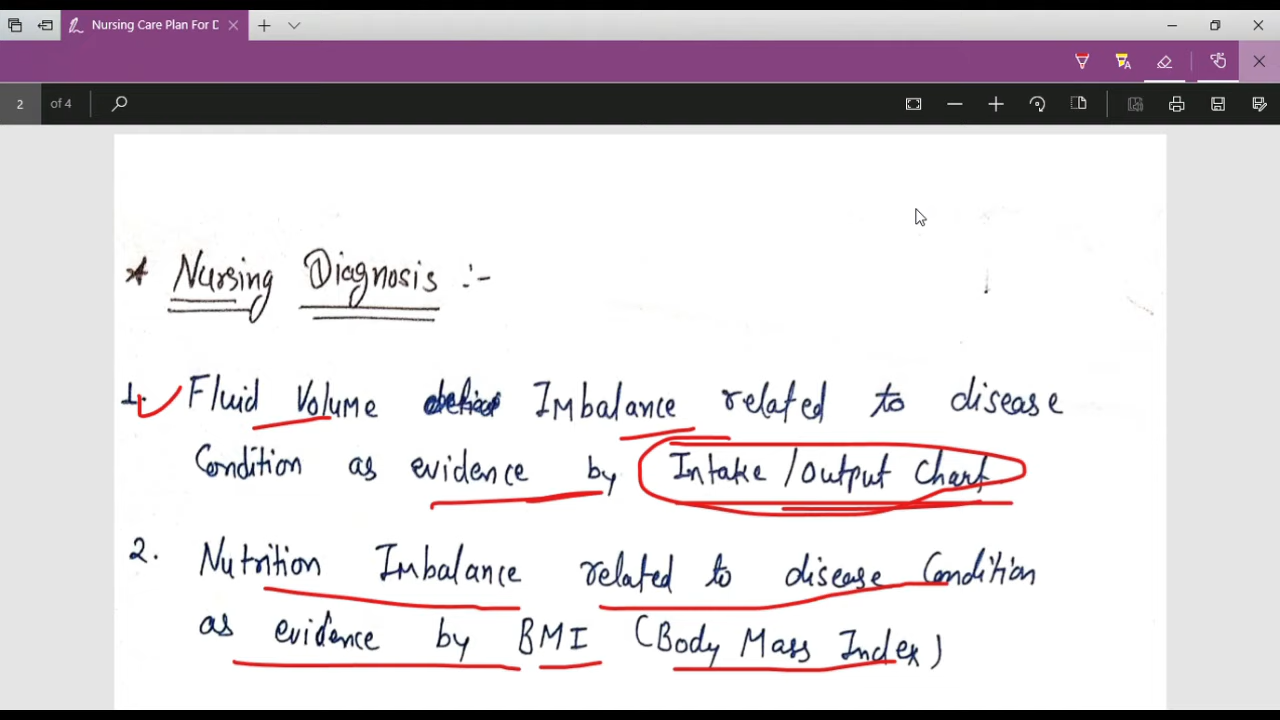 Nursing Care Plan For D
2 of 4
* Nursing Diagnosis :-
1. Fluid Volume Imbalance related to disease
Condition as evidence by Intake/Output Chart
2. Nutrition Imbalance related to disease Condition
as evidence by BMI (Body Mass Index)